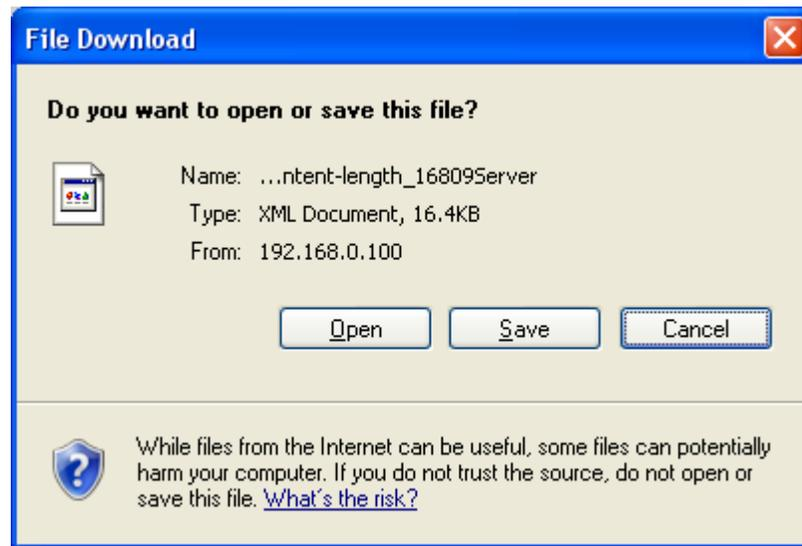 File Download
Do you want to open or save this file?
Name: ...ntent-length_16809Server
Type: XML Document, 16.4KB
From: 192.168.0.100
Open Save Cancel
While files from the Internet can be useful, some files can potentially
harm your computer. If you do not trust the source, do not open or
save this file. What's the risk?